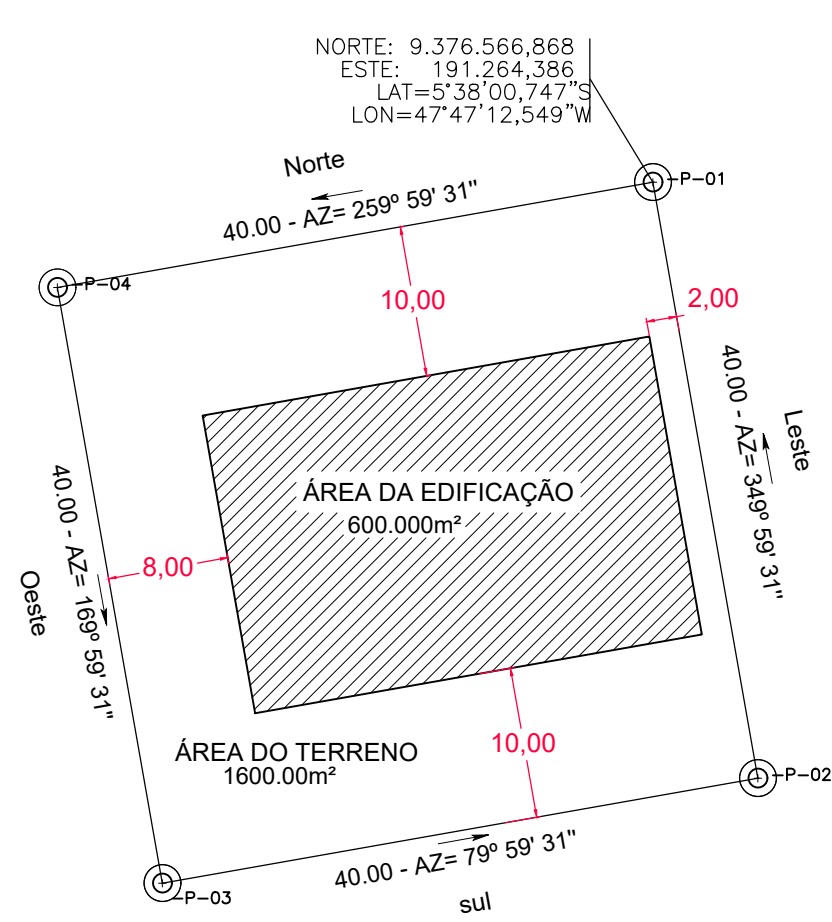 NORTE: 9.376.566,868
ESTE: 191.264,386
LAT=5°38'00,747"S
LON=47°47'12,549"W
Norte
40.00 - AZ= 259º 59' 31"
P-01
P-04
10,00
2,00
40.00 - AZ= 349º 59' 31"
Leste
ÁREA DA EDIFICAÇÃO
600.000m²
8,00
40.00 - AZ= 169º 59' 31"
Oeste
10,00
ÁREA DO TERRENO
1600.00m²
P-02
40.00 - AZ= 79º 59' 31"
P-03
sul